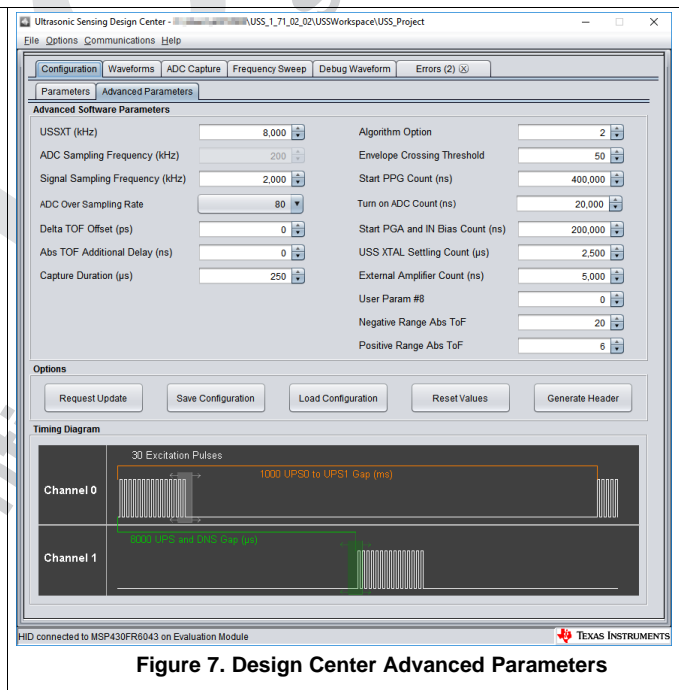 Ultrasonic Sensing Design Center - \USS_1_71_02_02\USSWorkspace\USS_Project
File Options Communications Help
Configuration Waveforms ADC Capture Frequency Sweep Debug Waveform Errors (2)
Parameters Advanced Parameters
Advanced Software Parameters
USSXT (kHz) 8,000 Algorithm Option 2
ADC Sampling Frequency (kHz) 200 Envelope Crossing Threshold 50
Signal Sampling Frequency (kHz) 2,000 Start PPG Count (ns) 400,000
ADC Over Sampling Rate 80 Turn on ADC Count (ns) 20,000
Delta TOF Offset (ps) 0 Start PGA and IN Bias Count (ns) 200,000
Abs TOF Additional Delay (ns) 0 USS XTAL Settling Count (µs) 2,500
Capture Duration (µs) 250 External Amplifier Count (ns) 5,000
User Param #8 0
Negative Range Abs ToF 20
Positive Range Abs ToF 6
Options
Request Update Save Configuration Load Configuration Reset Values Generate Header
Timing Diagram
30 Excitation Pulses
1000 UPS0 to UPS1 Gap (ms)
Channel 0
8000 UPS and DNS Gap (µs)
Channel 1
HID connected to MSP430FR6043 on Evaluation Module TEXAS INSTRUMENTS
Figure 7. Design Center Advanced Parameters